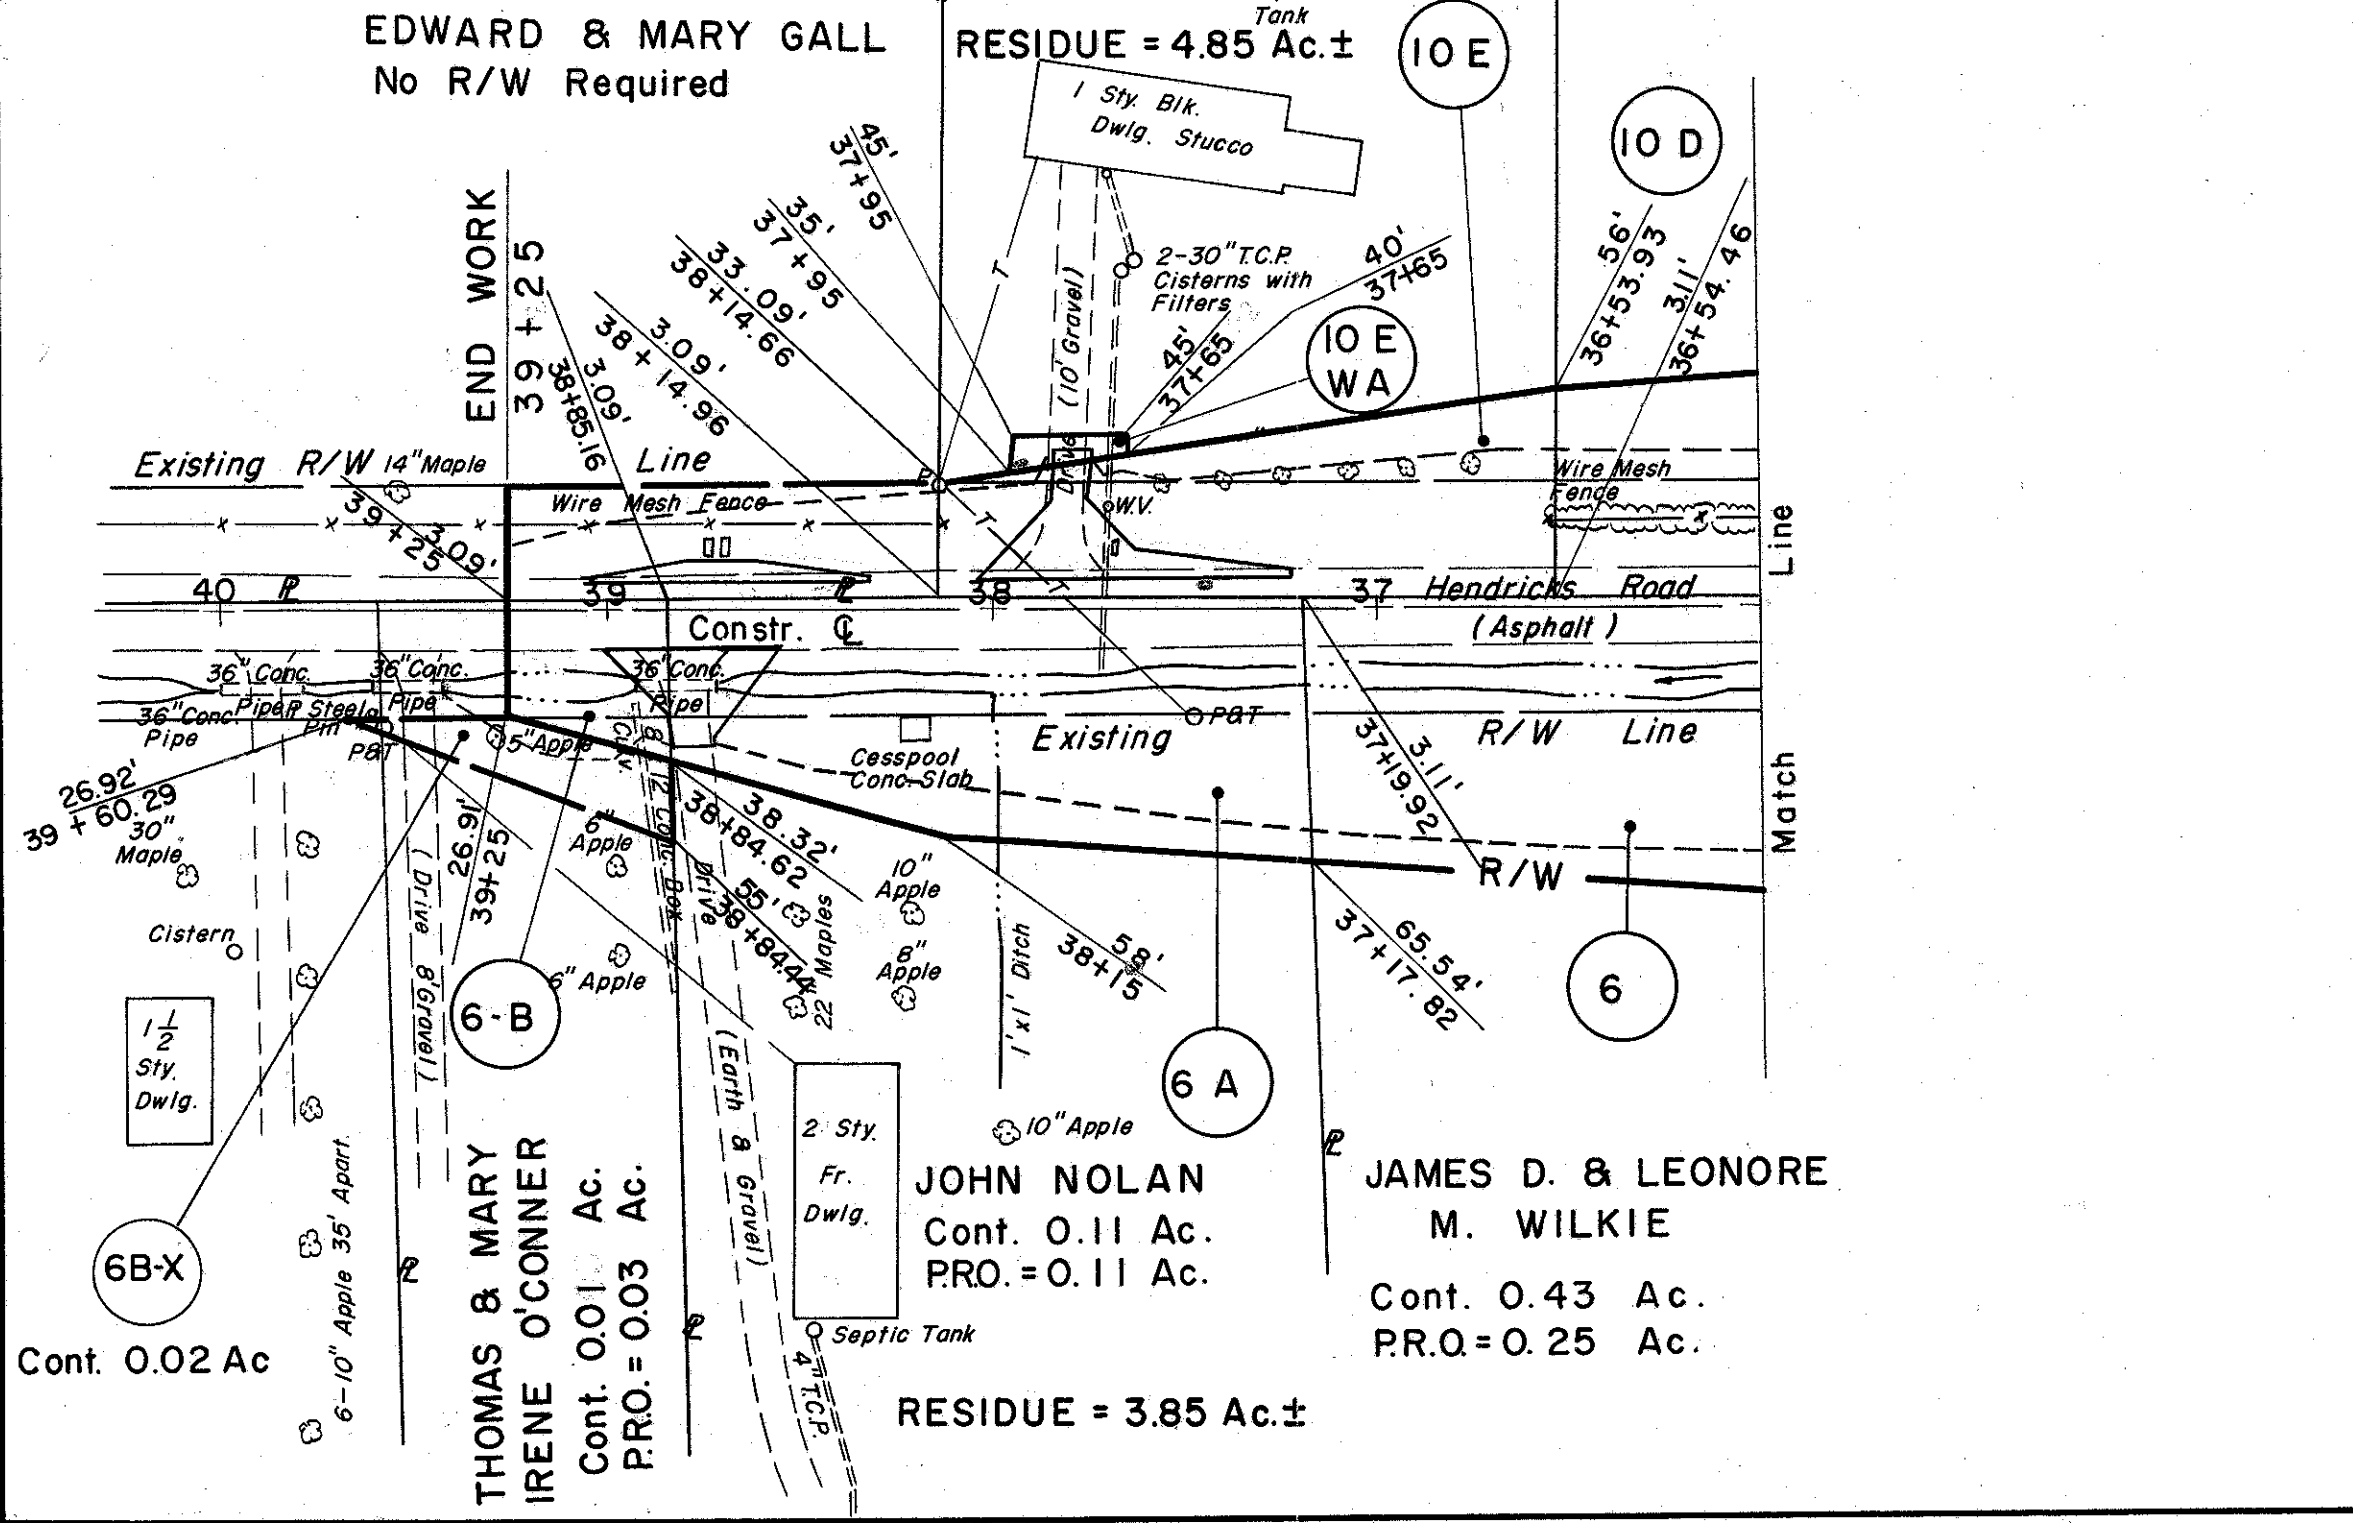 EDWARD & MARY GALL
No R/W Required
Tank
RESIDUE = 4.85 Ac.±
10 E
10 D
1 Sty. Blk.
Dwlg. Stucco
END WORK
39+25
45'
37+95
35'
37+95
33.09'
38+14.66
3.09'
38+14.96
3.09'
38+85.16
T
(10' Gravel)
Drive
2-30" T.C.P.
Cisterns with
Filters
40'
37+65
45'
37+65
10 E
WA
56'
36+53.93
3.11'
36+54.46
Existing R/W
14" Maple
Line
Wire Mesh Fence
3.09'
39+25
W.V.
Wire Mesh
Fence
T
T
40
PL
39
PL
38
37
Hendricks Road
(Asphalt)
Constr. CL
Match Line
36" Conc.
Pipe
36" Conc.
Pipe
36" Conc.
Pipe
36" Conc.
Pipe
Steel
Pin
P&T
5" Apple
P&T
Cesspool
Conc. Slab
Existing
R/W Line
26.92'
39+60.29
30"
Maple
26.91'
39+25
6"
Apple
12 Conc. Box
38.32'
38+84.62
55'
38+84.44
22" Maples
10"
Apple
8"
Apple
58'
38+15
3.11'
37+19.92
R/W
65.54'
37+17.82
Cistern
(Drive 8' Gravel)
6" Apple
Drive
(Earth & Gravel)
1' x 1' Ditch
6-B
6 A
6
1 1/2
Sty.
Dwlg.
2 Sty.
Fr.
Dwlg.
10" Apple
PL
6B-X
Cont. 0.02 Ac
6-10" Apple 35' Apart.
PL
THOMAS & MARY
IRENE O'CONNER
Cont. 0.01 Ac.
P.R.O. = 0.03 Ac.
PL
JOHN NOLAN
Cont. 0.11 Ac.
P.R.O. = 0.11 Ac.
JAMES D. & LEONORE
M. WILKIE
Cont. 0.43 Ac.
P.R.O. = 0.25 Ac.
Septic Tank
4" T.C.P.
RESIDUE = 3.85 Ac.±